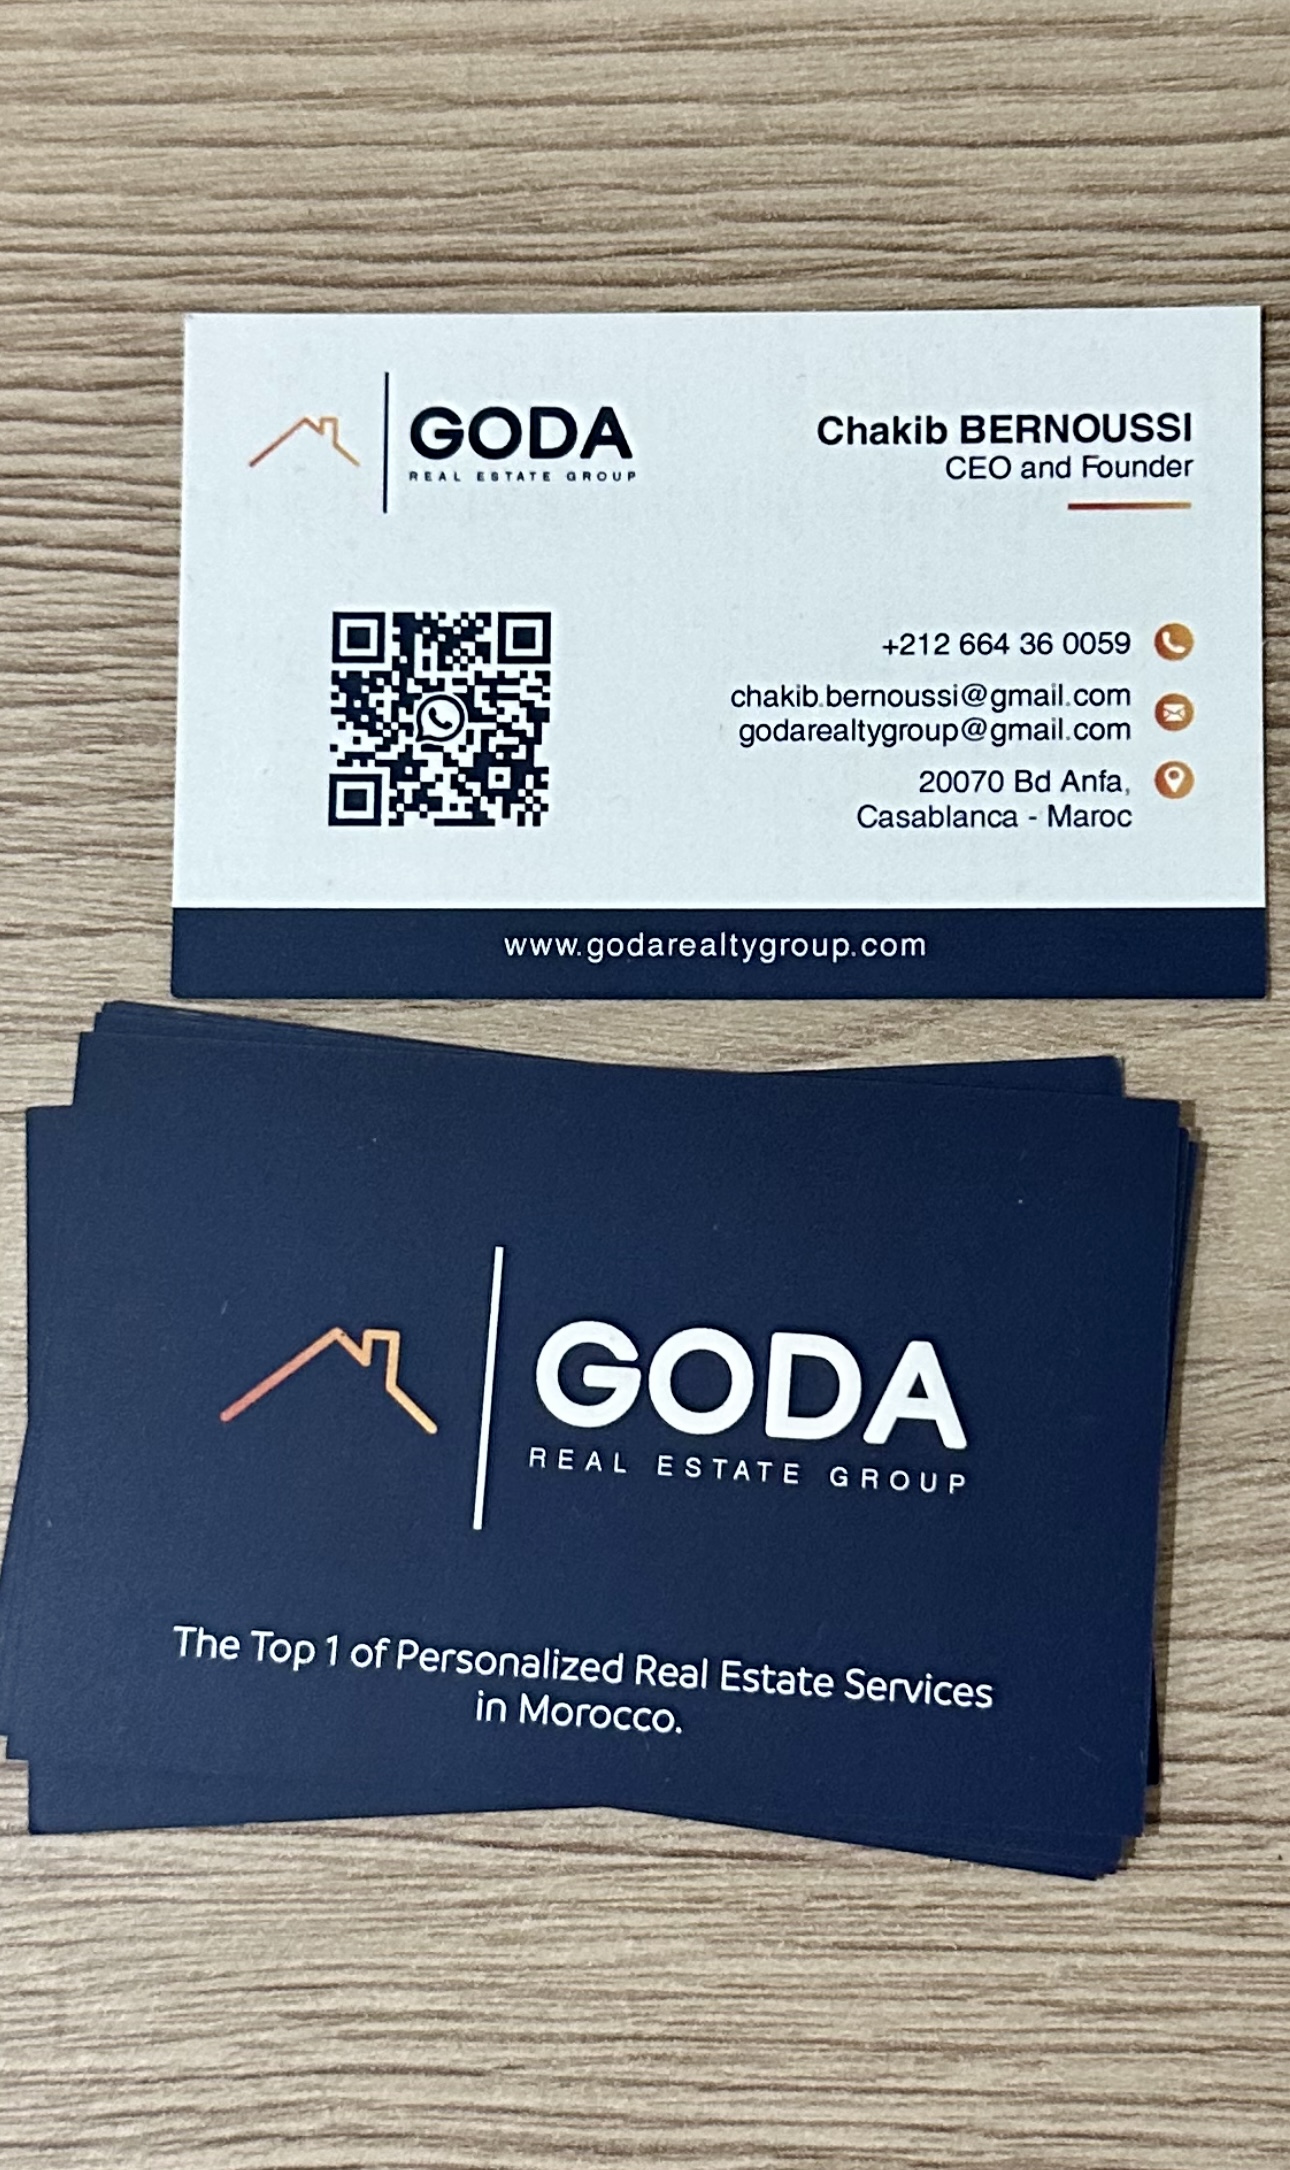 GODA
REAL ESTATE GROUP
Chakib BERNOUSSI
CEO and Founder
+212 664 36 0059
chakib.bernoussi@gmail.com
godarealtygroup@gmail.com
20070 Bd Anfa,
Casablanca - Maroc
www.godarealtygroup.com
GODA
REAL ESTATE GROUP
The Top 1 of Personalized Real Estate Services
in Morocco.